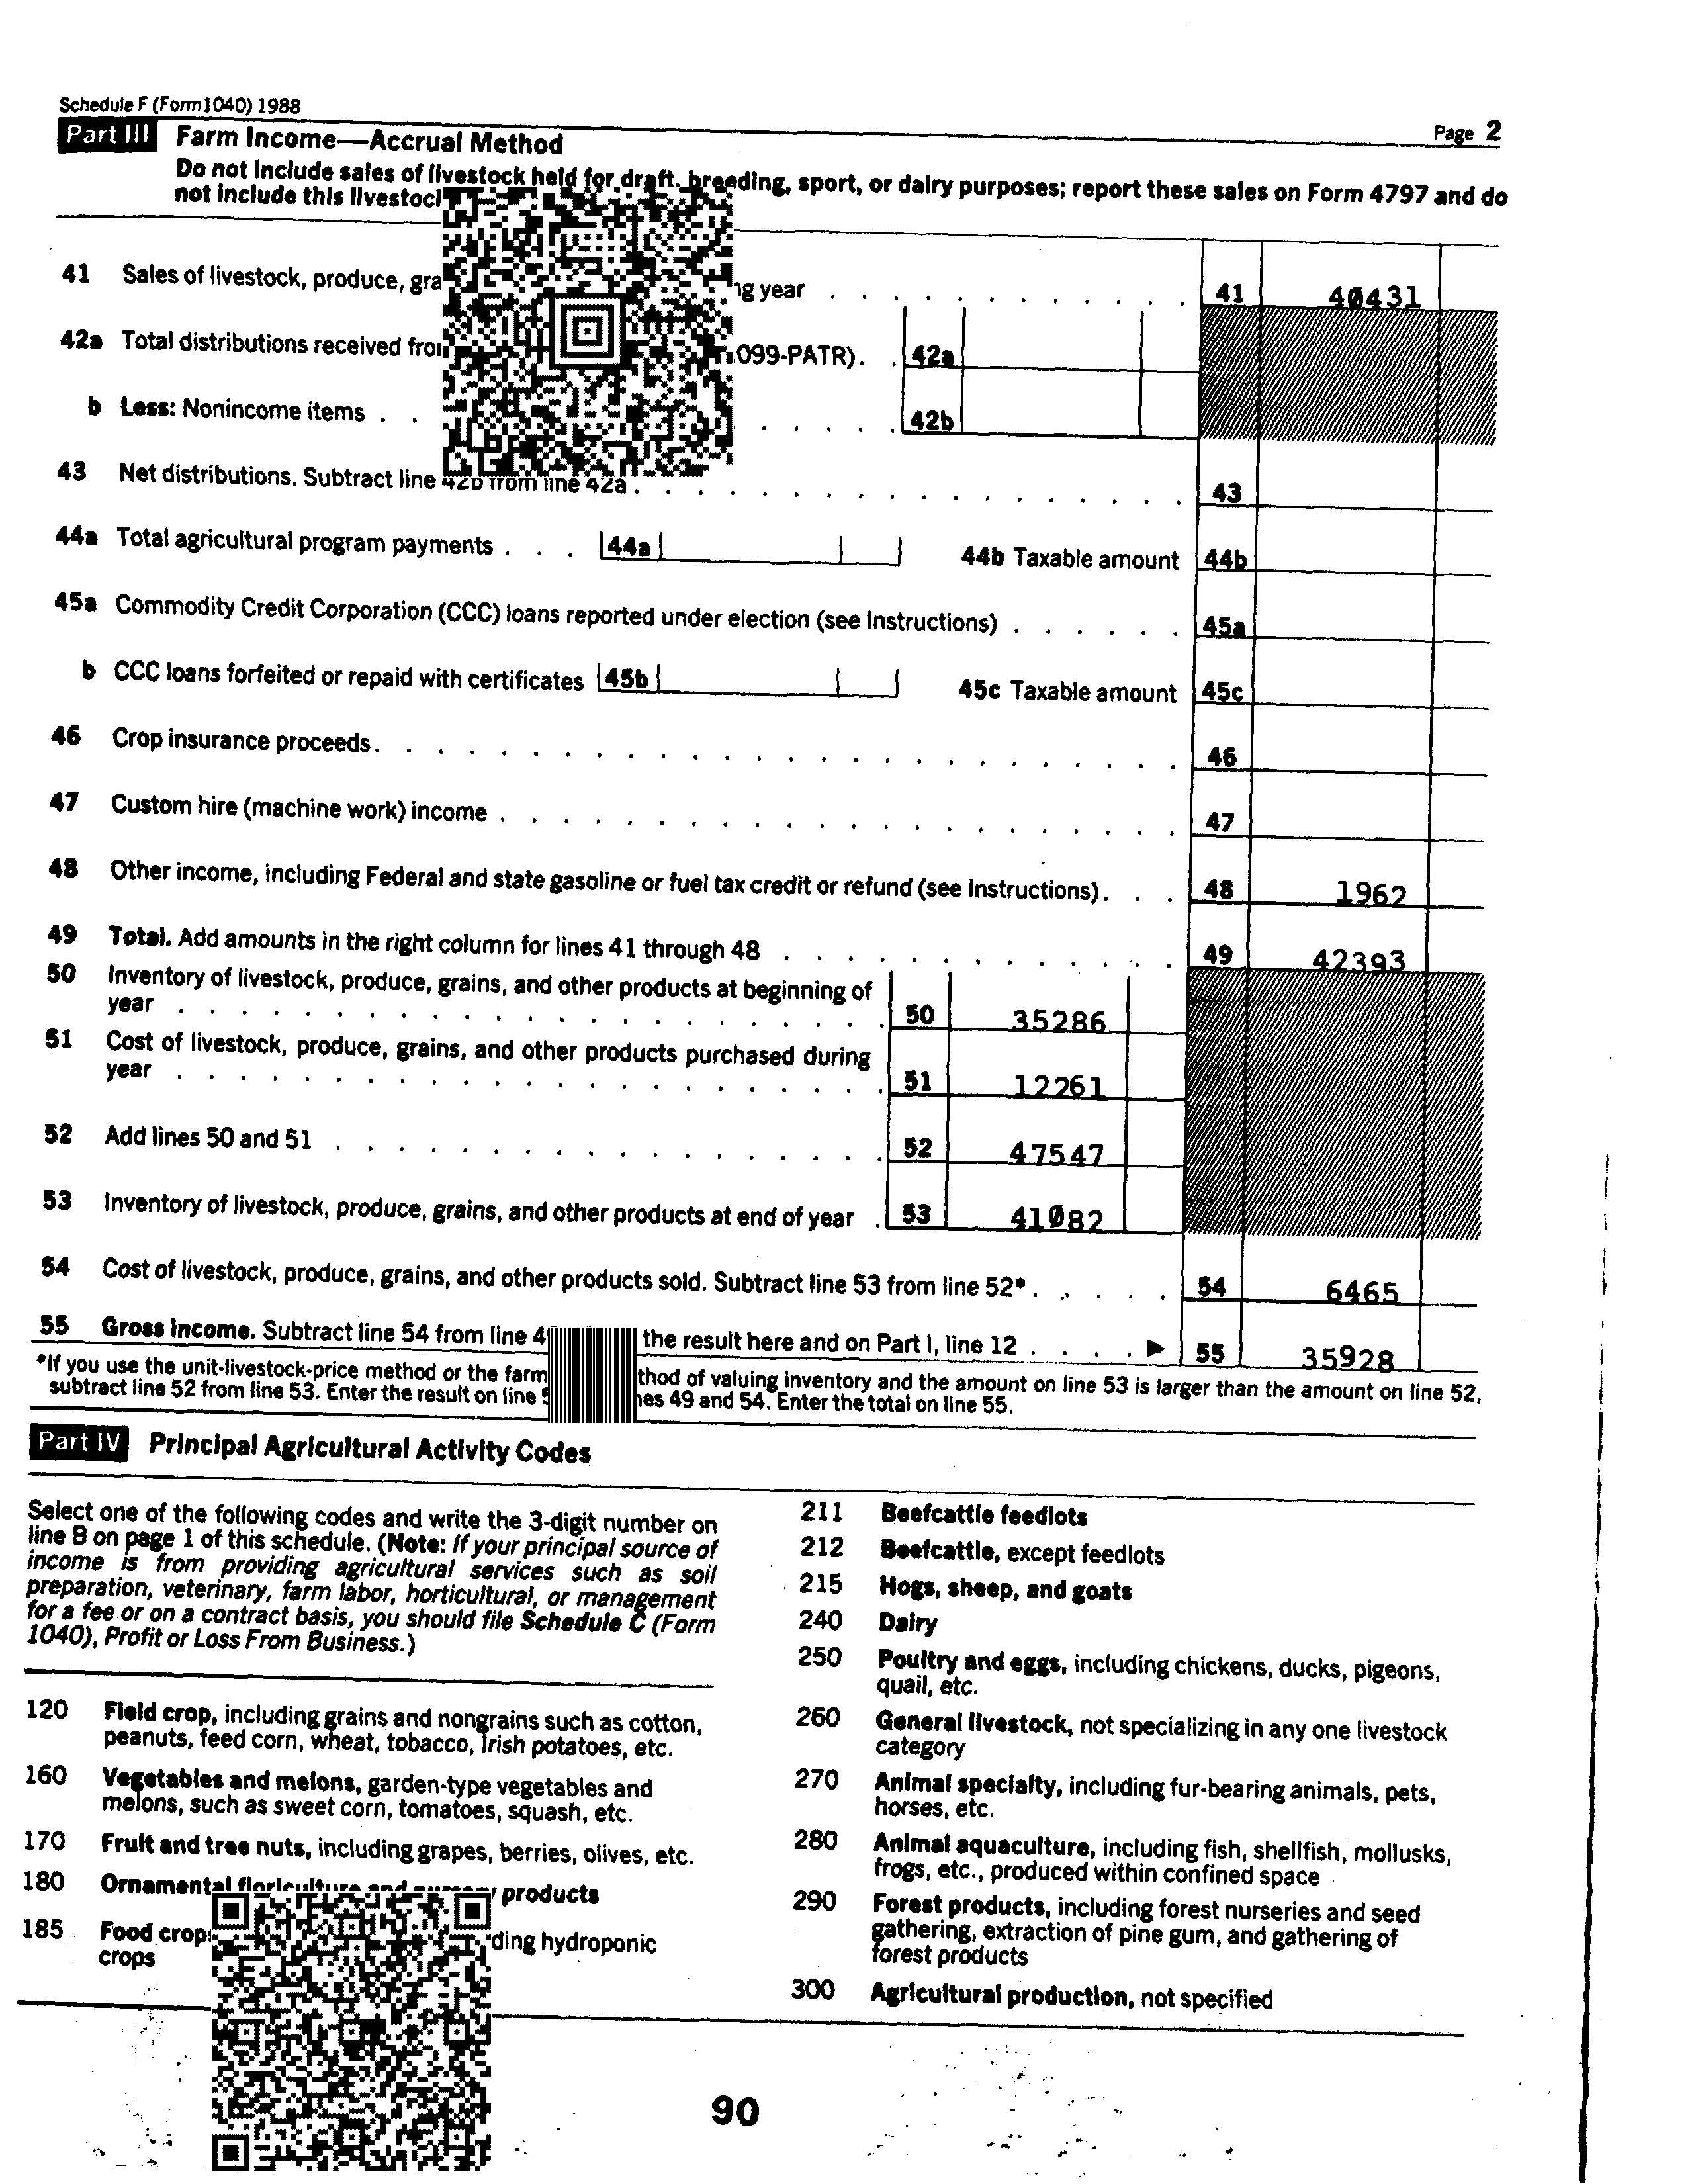 Schedule F (Form 1040) 1988
Page 2
Part III Farm Income—Accrual Method
Do not include sales of livestock held for draft, breeding, sport, or dairy purposes; report these sales on Form 4797 and do
not include this livestock
41 Sales of livestock, produce, year . . . . . . . . . . . . 41 40431
42a Total distributions received from 1099-PATR). . 42a
b Less: Nonincome items . . . . . . . 42b
43 Net distributions. Subtract line 42b from line 42a . . . . . . . . . . . . . . . . . . 43
44a Total agricultural program payments . . . 44a 44b Taxable amount 44b
45a Commodity Credit Corporation (CCC) loans reported under election (see Instructions) . . . . . . 45a
b CCC loans forfeited or repaid with certificates 45b 45c Taxable amount 45c
46 Crop insurance proceeds. . . . . . . . . . . . . . . . . . . . . . . . . . 46
47 Custom hire (machine work) income . . . . . . . . . . . . . . . . . . . . . . 47
48 Other income, including Federal and state gasoline or fuel tax credit or refund (see Instructions). . . 48 1962
49 Total. Add amounts in the right column for lines 41 through 48 . . . . . . . . . . . . . 49 42393
50 Inventory of livestock, produce, grains, and other products at beginning of
year . . . . . . . . . . . . . . . . . . . . . . . 50 35286
51 Cost of livestock, produce, grains, and other products purchased during
year . . . . . . . . . . . . . . . . . . . . . . . 51 12261
52 Add lines 50 and 51 . . . . . . . . . . . . . . . . . . 52 47547
53 Inventory of livestock, produce, grains, and other products at end of year . 53 41082
54 Cost of livestock, produce, grains, and other products sold. Subtract line 53 from line 52* . . . . . 54 6465
55 Gross income. Subtract line 54 from line the result here and on Part I, line 12 . . . . ▶ 55 35928
*If you use the unit-livestock-price method or the farm method of valuing inventory and the amount on line 53 is larger than the amount on line 52,
subtract line 52 from line 53. Enter the result on line lines 49 and 54. Enter the total on line 55.
Part IV Principal Agricultural Activity Codes
Select one of the following codes and write the 3-digit number on
line B on page 1 of this schedule. (Note: If your principal source of
income is from providing agricultural services such as soil
preparation, veterinary, farm labor, horticultural, or management
for a fee or on a contract basis, you should file Schedule C (Form
1040), Profit or Loss From Business.)
120 Field crop, including grains and nongrains such as cotton,
peanuts, feed corn, wheat, tobacco, Irish potatoes, etc.
160 Vegetables and melons, garden-type vegetables and
melons, such as sweet corn, tomatoes, squash, etc.
170 Fruit and tree nuts, including grapes, berries, olives, etc.
180 Ornamental floriculture and nursery products
185 Food crops hydroponic
crops
211 Beefcattle feedlots
212 Beefcattle, except feedlots
215 Hogs, sheep, and goats
240 Dairy
250 Poultry and eggs, including chickens, ducks, pigeons,
quail, etc.
260 General livestock, not specializing in any one livestock
category
270 Animal specialty, including fur-bearing animals, pets,
horses, etc.
280 Animal aquaculture, including fish, shellfish, mollusks,
frogs, etc., produced within confined space
290 Forest products, including forest nurseries and seed
gathering, extraction of pine gum, and gathering of
forest products
300 Agricultural production, not specified
90